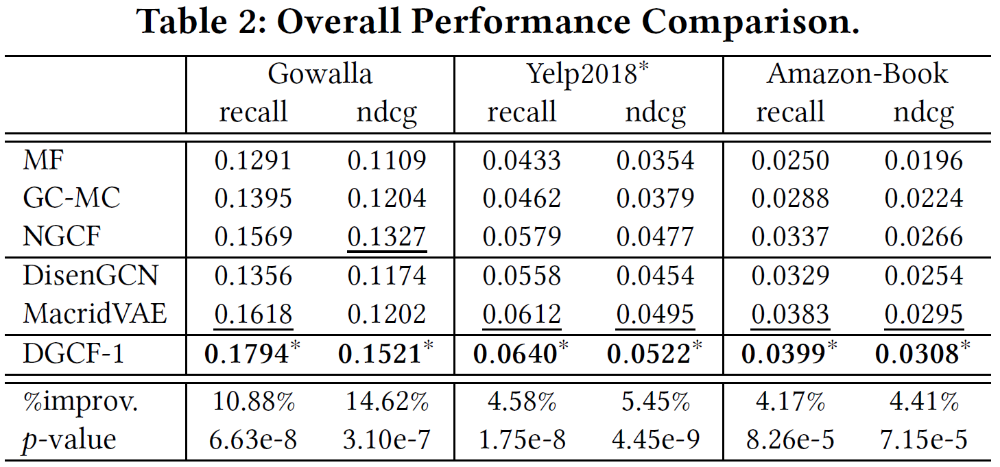 Table 2: Overall Performance Comparison.
Gowalla Yelp2018* Amazon-Book
recall ndcg recall ndcg recall ndcg
MF 0.1291 0.1109 0.0433 0.0354 0.0250 0.0196
GC-MC 0.1395 0.1204 0.0462 0.0379 0.0288 0.0224
NGCF 0.1569 0.1327 0.0579 0.0477 0.0337 0.0266
DisenGCN 0.1356 0.1174 0.0558 0.0454 0.0329 0.0254
MacridVAE 0.1618 0.1202 0.0612 0.0495 0.0383 0.0295
DGCF-1 0.1794* 0.1521* 0.0640* 0.0522* 0.0399* 0.0308*
%improv. 10.88% 14.62% 4.58% 5.45% 4.17% 4.41%
p-value 6.63e-8 3.10e-7 1.75e-8 4.45e-9 8.26e-5 7.15e-5